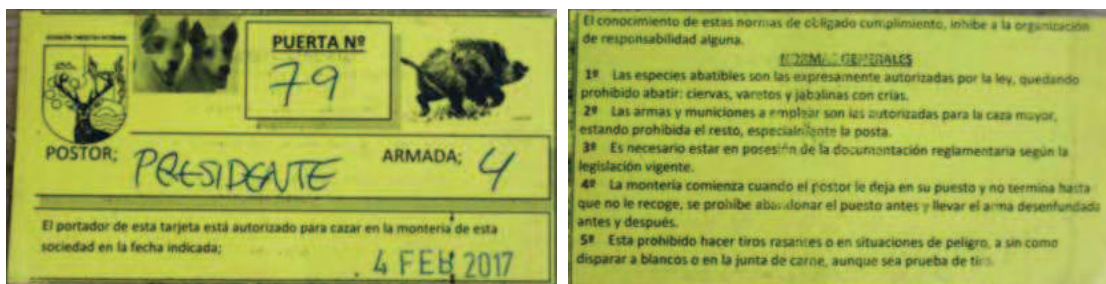 PUERTA Nº
79
POSTOR;
PRESIDENTE
ARMADA;
4
El portador de esta tarjeta está autorizado para cazar en la montería de esta
sociedad en la fecha indicada;
4 FEB 2017
El conocimiento de estas normas de obligado cumplimiento, inhibe a la organización
de responsabilidad alguna.
NORMAS GENERALES
1º Las especies abatibles son las expresamente autorizadas por la ley, quedando
prohibido abatir: ciervas, varetos y jabalinas con crías.
2º Las armas y municiones a emplear son las autorizadas para la caza mayor,
estando prohibida el resto, especialmente la posta.
3º Es necesario estar en posesión de la documentación reglamentaria según la
legislación vigente.
4º La montería comienza cuando el postor le deja en su puesto y no termina hasta
que no le recoge, se prohíbe abandonar el puesto antes y llevar el arma desenfundada
antes y después.
5º Esta prohibido hacer tiros rasantes o en situaciones de peligro, a sin como
disparar a blancos o en la junta de carne, aunque sea prueba de tiro.